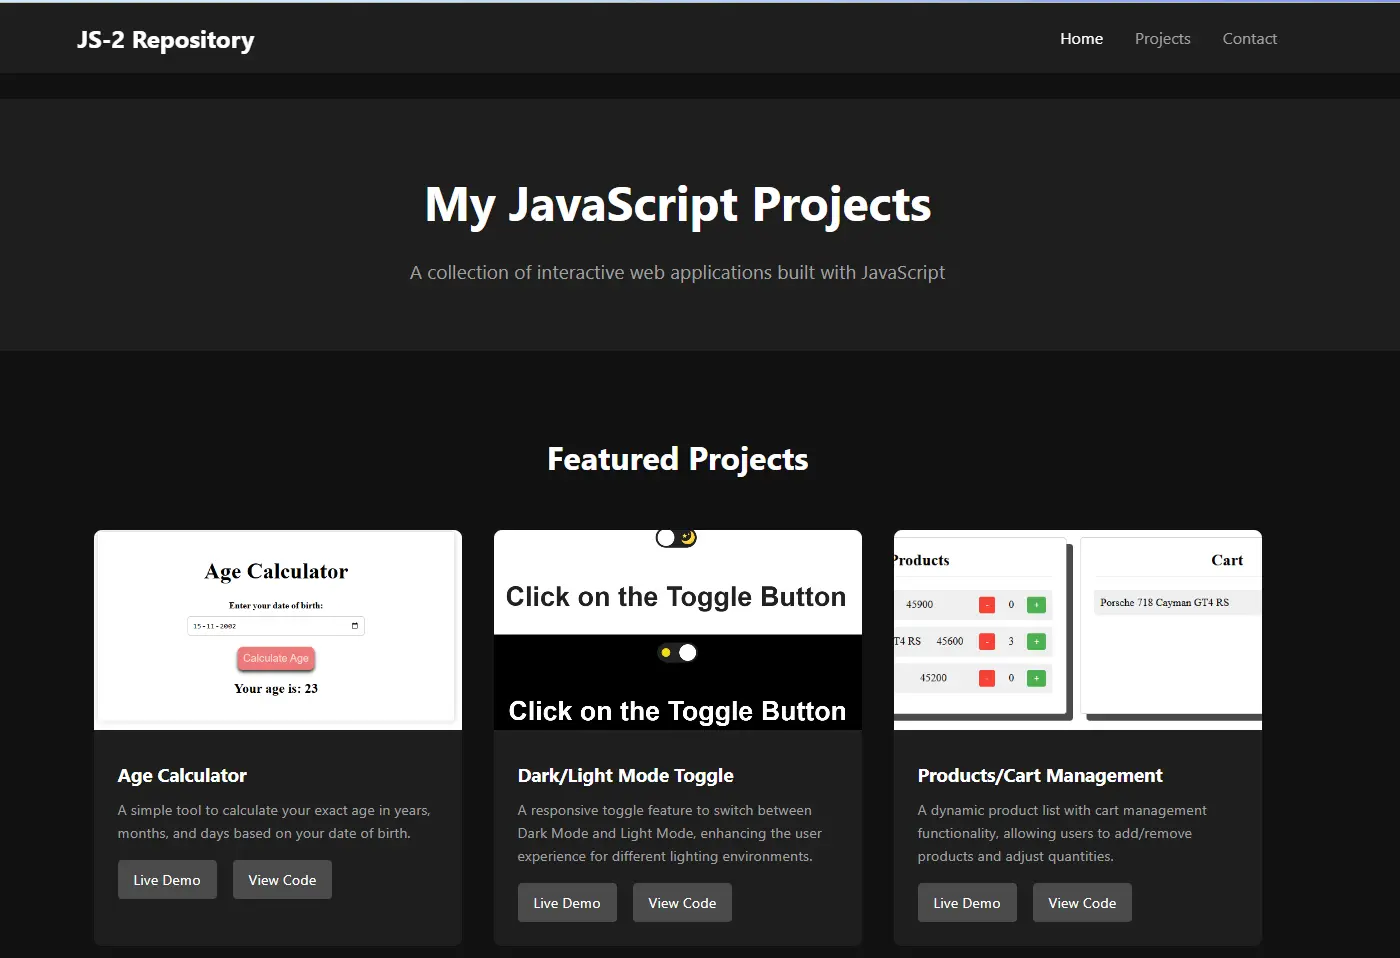 JS-2 Repository
Home Projects Contact
My JavaScript Projects
A collection of interactive web applications built with JavaScript
Featured Projects
Age Calculator
Enter your date of birth:
15-11-2002
Calculate Age
Your age is: 23
Age Calculator
A simple tool to calculate your exact age in years,
months, and days based on your date of birth.
Live Demo View Code
Click on the Toggle Button
Click on the Toggle Button
Dark/Light Mode Toggle
A responsive toggle feature to switch between
Dark Mode and Light Mode, enhancing the user
experience for different lighting environments.
Live Demo View Code
Products
45900 - 0 +
T4 RS 45600 - 3 +
45200 - 0 +
Cart
Porsche 718 Cayman GT4 RS
Products/Cart Management
A dynamic product list with cart management
functionality, allowing users to add/remove
products and adjust quantities.
Live Demo View Code